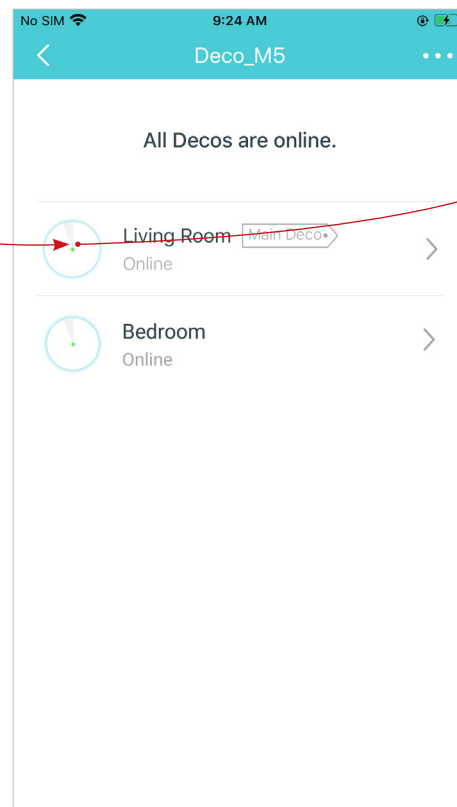 No SIM 9:24 AM
Deco_M5
All Decos are online.
Living Room Main Deco
Online
Bedroom
Online